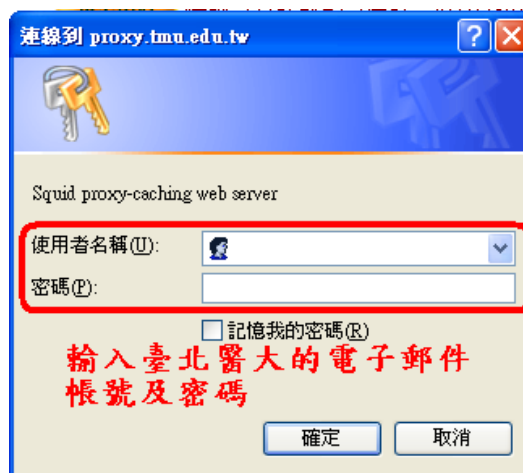 連線到 proxy.tmu.edu.tw
Squid proxy-caching web server
使用者名稱(U):
密碼(P):
記憶我的密碼(R)
輸入臺北醫大的電子郵件
帳號及密碼
確定
取消